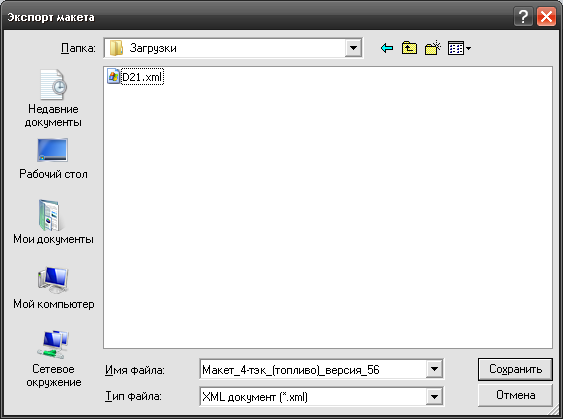 Экспорт макета
Папка:
Загрузки
D21.xml
Недавние
документы
Рабочий стол
Мои документы
Мой компьютер
Сетевое
окружение
Имя файла:
Макет_4-тэк_(топливо)_версия_56
Сохранить
Тип файла:
XML документ (*.xml)
Отмена